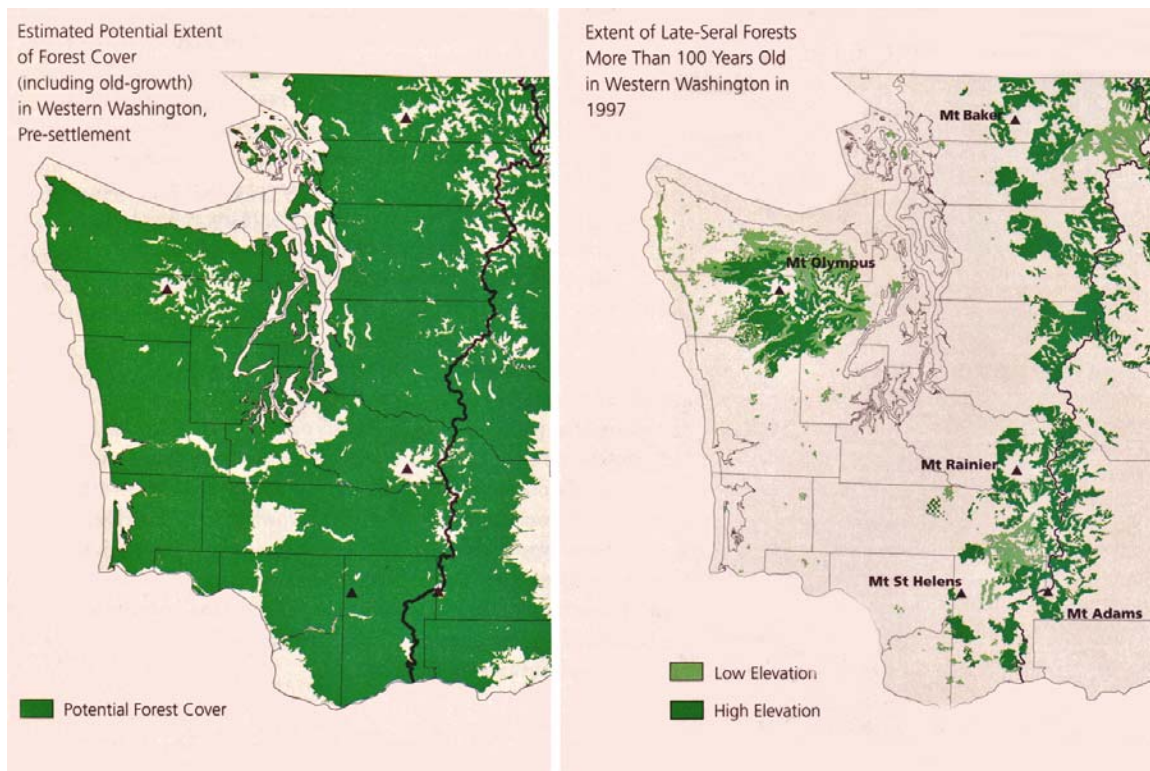 Estimated Potential Extent
of Forest Cover
(including old-growth)
in Western Washington,
Pre-settlement
Potential Forest Cover
Extent of Late-Seral Forests
More Than 100 Years Old
in Western Washington in
1997
Mt Baker
Mt Olympus
Mt Rainier
Mt St Helens
Mt Adams
Low Elevation
High Elevation